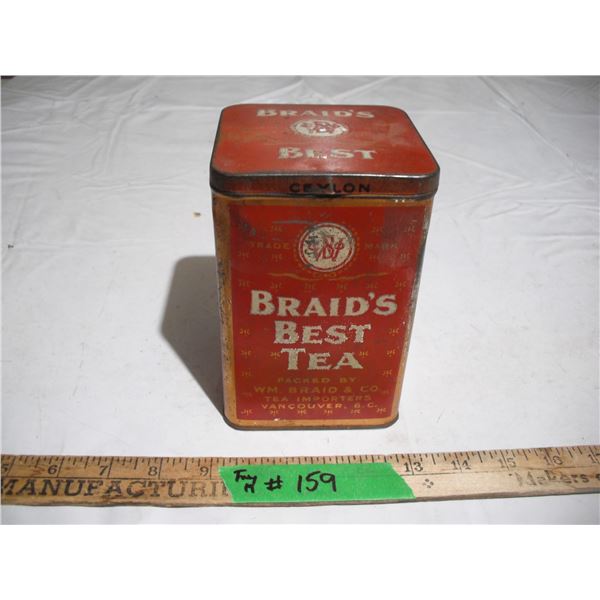 BRAID'S
BEST
CEYLON
TRADE MARK
BRAID'S
BEST
TEA
PACKED BY
WM BRAID & CO.
TEA IMPORTERS
VANCOUVER, B.C.
5 6 7 8 9 13 14 15 16
MANUFACTURI Makers
# 159